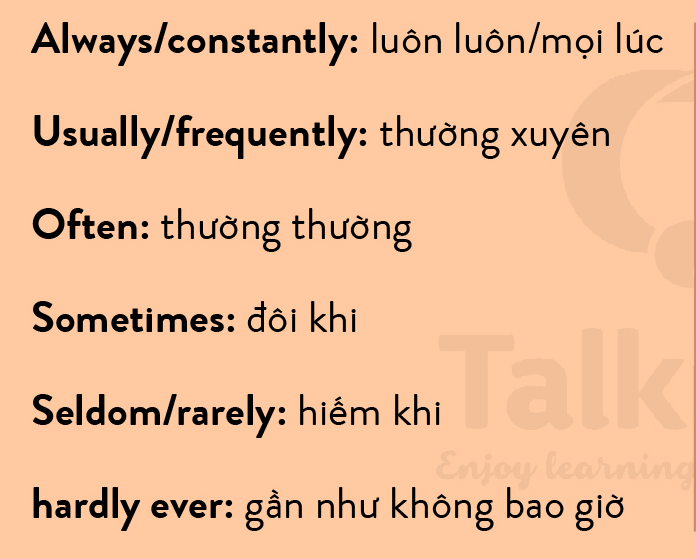 Always/constantly: luôn luôn/mọi lúc
Usually/frequently: thường xuyên
Often: thường thường
Sometimes: đôi khi
Talk
Seldom/rarely: hiếm khi
Enjoy learning
hardly ever: gần như không bao giờ